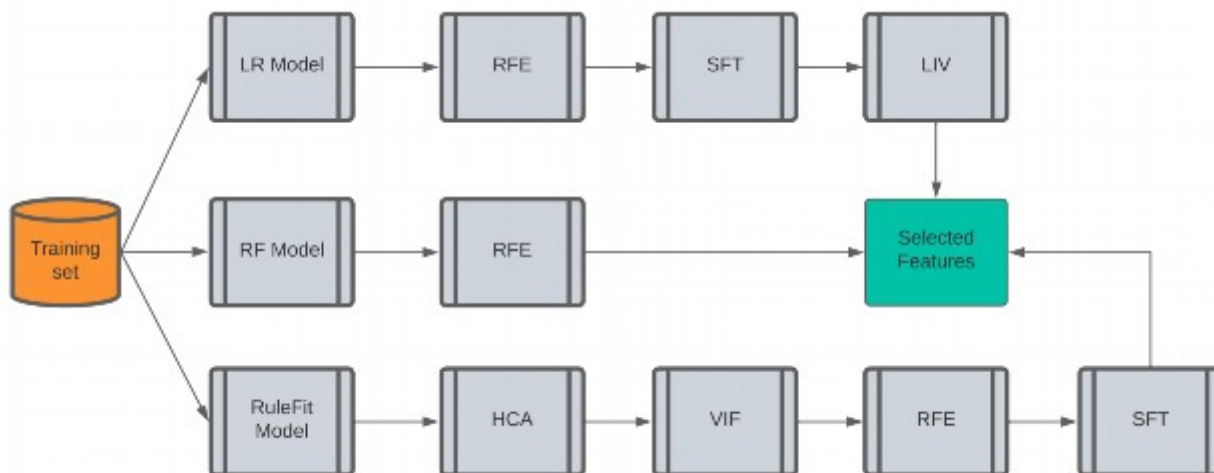 LR Model
RFE
SFT
LIV
Training
set
RF Model
RFE
Selected
Features
RuleFit
Model
HCA
VIF
RFE
SFT